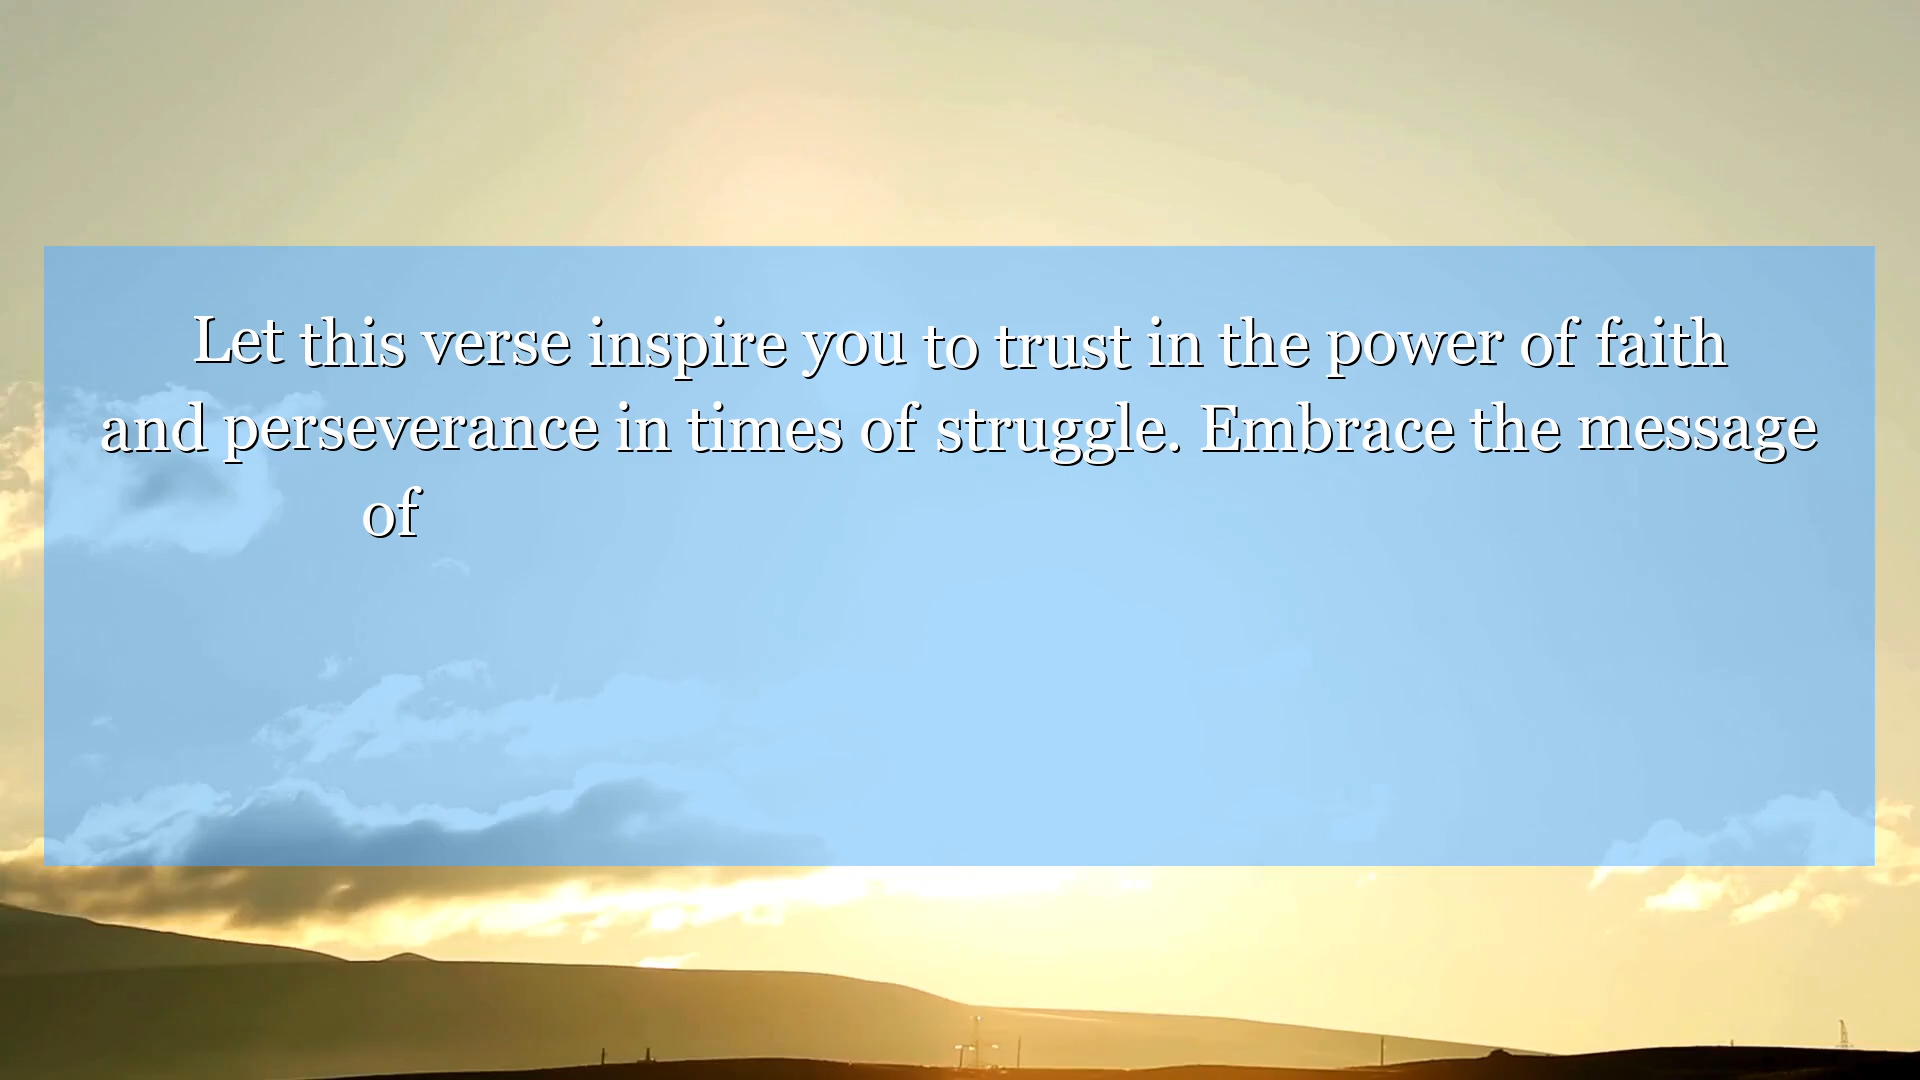 Let this verse inspire you to trust in the power of faith
and perseverance in times of struggle. Embrace the message
of